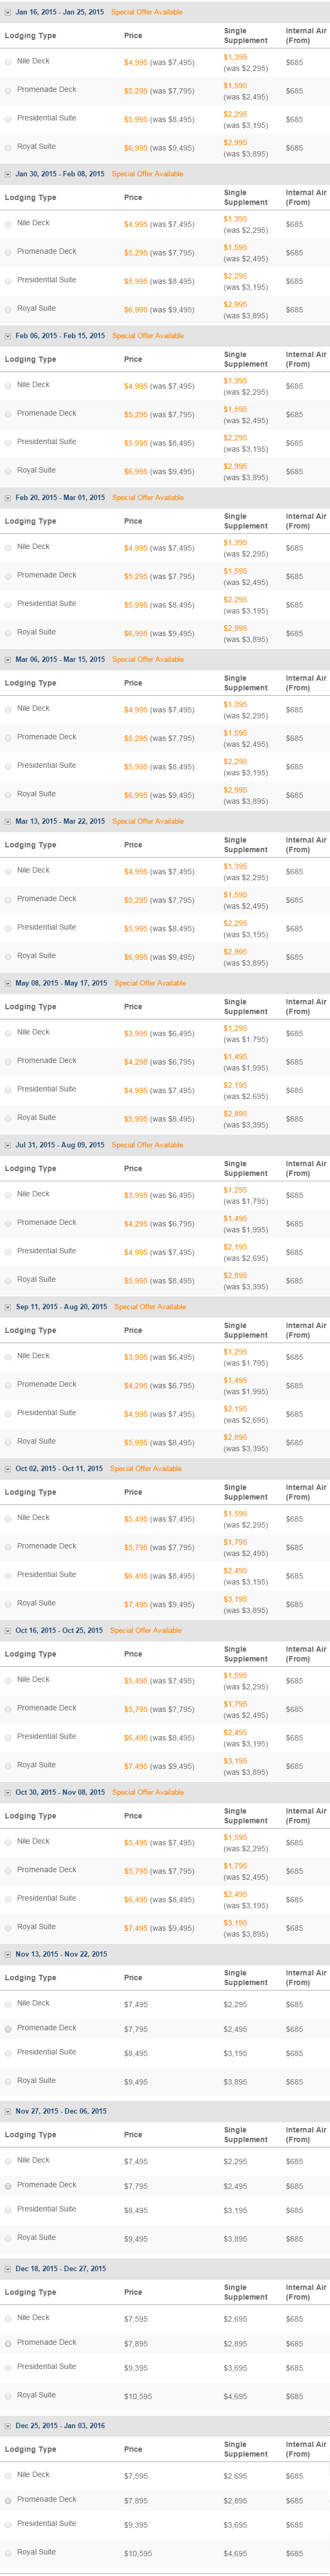 Jan 16, 2015 - Jan 25, 2015 Special Offer Available
Lodging Type Price Single Supplement Internal Air (From)
Nile Deck $4,995 (was $7,495) $1,395 (was $2,295) $685
Promenade Deck $5,295 (was $7,795) $1,595 (was $2,495) $685
Presidential Suite $5,995 (was $8,495) $2,295 (was $3,195) $685
Royal Suite $6,995 (was $9,495) $2,995 (was $3,895) $685
Jan 30, 2015 - Feb 08, 2015 Special Offer Available
Lodging Type Price Single Supplement Internal Air (From)
Nile Deck $4,995 (was $7,495) $1,395 (was $2,295) $685
Promenade Deck $5,295 (was $7,795) $1,595 (was $2,495) $685
Presidential Suite $5,995 (was $8,495) $2,295 (was $3,195) $685
Royal Suite $6,995 (was $9,495) $2,995 (was $3,895) $685
Feb 06, 2015 - Feb 15, 2015 Special Offer Available
Lodging Type Price Single Supplement Internal Air (From)
Nile Deck $4,995 (was $7,495) $1,395 (was $2,295) $685
Promenade Deck $5,295 (was $7,795) $1,595 (was $2,495) $685
Presidential Suite $5,995 (was $8,495) $2,295 (was $3,195) $685
Royal Suite $6,995 (was $9,495) $2,995 (was $3,895) $685
Feb 20, 2015 - Mar 01, 2015 Special Offer Available
Lodging Type Price Single Supplement Internal Air (From)
Nile Deck $4,995 (was $7,495) $1,395 (was $2,295) $685
Promenade Deck $5,295 (was $7,795) $1,595 (was $2,495) $685
Presidential Suite $5,995 (was $8,495) $2,295 (was $3,195) $685
Royal Suite $6,995 (was $9,495) $2,995 (was $3,895) $685
Mar 06, 2015 - Mar 15, 2015 Special Offer Available
Lodging Type Price Single Supplement Internal Air (From)
Nile Deck $4,995 (was $7,495) $1,395 (was $2,295) $685
Promenade Deck $5,295 (was $7,795) $1,595 (was $2,495) $685
Presidential Suite $5,995 (was $8,495) $2,295 (was $3,195) $685
Royal Suite $6,995 (was $9,495) $2,995 (was $3,895) $685
Mar 13, 2015 - Mar 22, 2015 Special Offer Available
Lodging Type Price Single Supplement Internal Air (From)
Nile Deck $4,995 (was $7,495) $1,395 (was $2,295) $685
Promenade Deck $5,295 (was $7,795) $1,595 (was $2,495) $685
Presidential Suite $5,995 (was $8,495) $2,295 (was $3,195) $685
Royal Suite $6,995 (was $9,495) $2,995 (was $3,895) $685
May 08, 2015 - May 17, 2015 Special Offer Available
Lodging Type Price Single Supplement Internal Air (From)
Nile Deck $3,995 (was $6,495) $1,295 (was $1,795) $685
Promenade Deck $4,295 (was $6,795) $1,495 (was $1,995) $685
Presidential Suite $4,995 (was $7,495) $2,195 (was $2,695) $685
Royal Suite $5,995 (was $8,495) $2,895 (was $3,395) $685
Jul 31, 2015 - Aug 09, 2015 Special Offer Available
Lodging Type Price Single Supplement Internal Air (From)
Nile Deck $3,995 (was $6,495) $1,295 (was $1,795) $685
Promenade Deck $4,295 (was $6,795) $1,495 (was $1,995) $685
Presidential Suite $4,995 (was $7,495) $2,195 (was $2,695) $685
Royal Suite $5,995 (was $8,495) $2,895 (was $3,395) $685
Sep 11, 2015 - Aug 20, 2015 Special Offer Available
Lodging Type Price Single Supplement Internal Air (From)
Nile Deck $3,995 (was $6,495) $1,295 (was $1,795) $685
Promenade Deck $4,295 (was $6,795) $1,495 (was $1,995) $685
Presidential Suite $4,995 (was $7,495) $2,195 (was $2,695) $685
Royal Suite $5,995 (was $8,495) $2,895 (was $3,395) $685
Oct 02, 2015 - Oct 11, 2015 Special Offer Available
Lodging Type Price Single Supplement Internal Air (From)
Nile Deck $5,495 (was $7,495) $1,595 (was $2,295) $685
Promenade Deck $5,795 (was $7,795) $1,795 (was $2,495) $685
Presidential Suite $6,495 (was $8,495) $2,495 (was $3,195) $685
Royal Suite $7,495 (was $9,495) $3,195 (was $3,895) $685
Oct 16, 2015 - Oct 25, 2015 Special Offer Available
Lodging Type Price Single Supplement Internal Air (From)
Nile Deck $5,495 (was $7,495) $1,595 (was $2,295) $685
Promenade Deck $5,795 (was $7,795) $1,795 (was $2,495) $685
Presidential Suite $6,495 (was $8,495) $2,495 (was $3,195) $685
Royal Suite $7,495 (was $9,495) $3,195 (was $3,895) $685
Oct 30, 2015 - Nov 08, 2015 Special Offer Available
Lodging Type Price Single Supplement Internal Air (From)
Nile Deck $5,495 (was $7,495) $1,595 (was $2,295) $685
Promenade Deck $5,795 (was $7,795) $1,795 (was $2,495) $685
Presidential Suite $6,495 (was $8,495) $2,495 (was $3,195) $685
Royal Suite $7,495 (was $9,495) $3,195 (was $3,895) $685
Nov 13, 2015 - Nov 22, 2015
Lodging Type Price Single Supplement Internal Air (From)
Nile Deck $7,495 $2,295 $685
Promenade Deck $7,795 $2,495 $685
Presidential Suite $8,495 $3,195 $685
Royal Suite $9,495 $3,895 $685
Nov 27, 2015 - Dec 06, 2015
Lodging Type Price Single Supplement Internal Air (From)
Nile Deck $7,495 $2,295 $685
Promenade Deck $7,795 $2,495 $685
Presidential Suite $8,495 $3,195 $685
Royal Suite $9,495 $3,895 $685
Dec 18, 2015 - Dec 27, 2015
Lodging Type Price Single Supplement Internal Air (From)
Nile Deck $7,595 $2,695 $685
Promenade Deck $7,895 $2,895 $685
Presidential Suite $9,395 $3,695 $685
Royal Suite $10,595 $4,695 $685
Dec 25, 2015 - Jan 03, 2016
Lodging Type Price Single Supplement Internal Air (From)
Nile Deck $7,595 $2,695 $685
Promenade Deck $7,895 $2,895 $685
Presidential Suite $9,395 $3,695 $685
Royal Suite $10,595 $4,695 $685